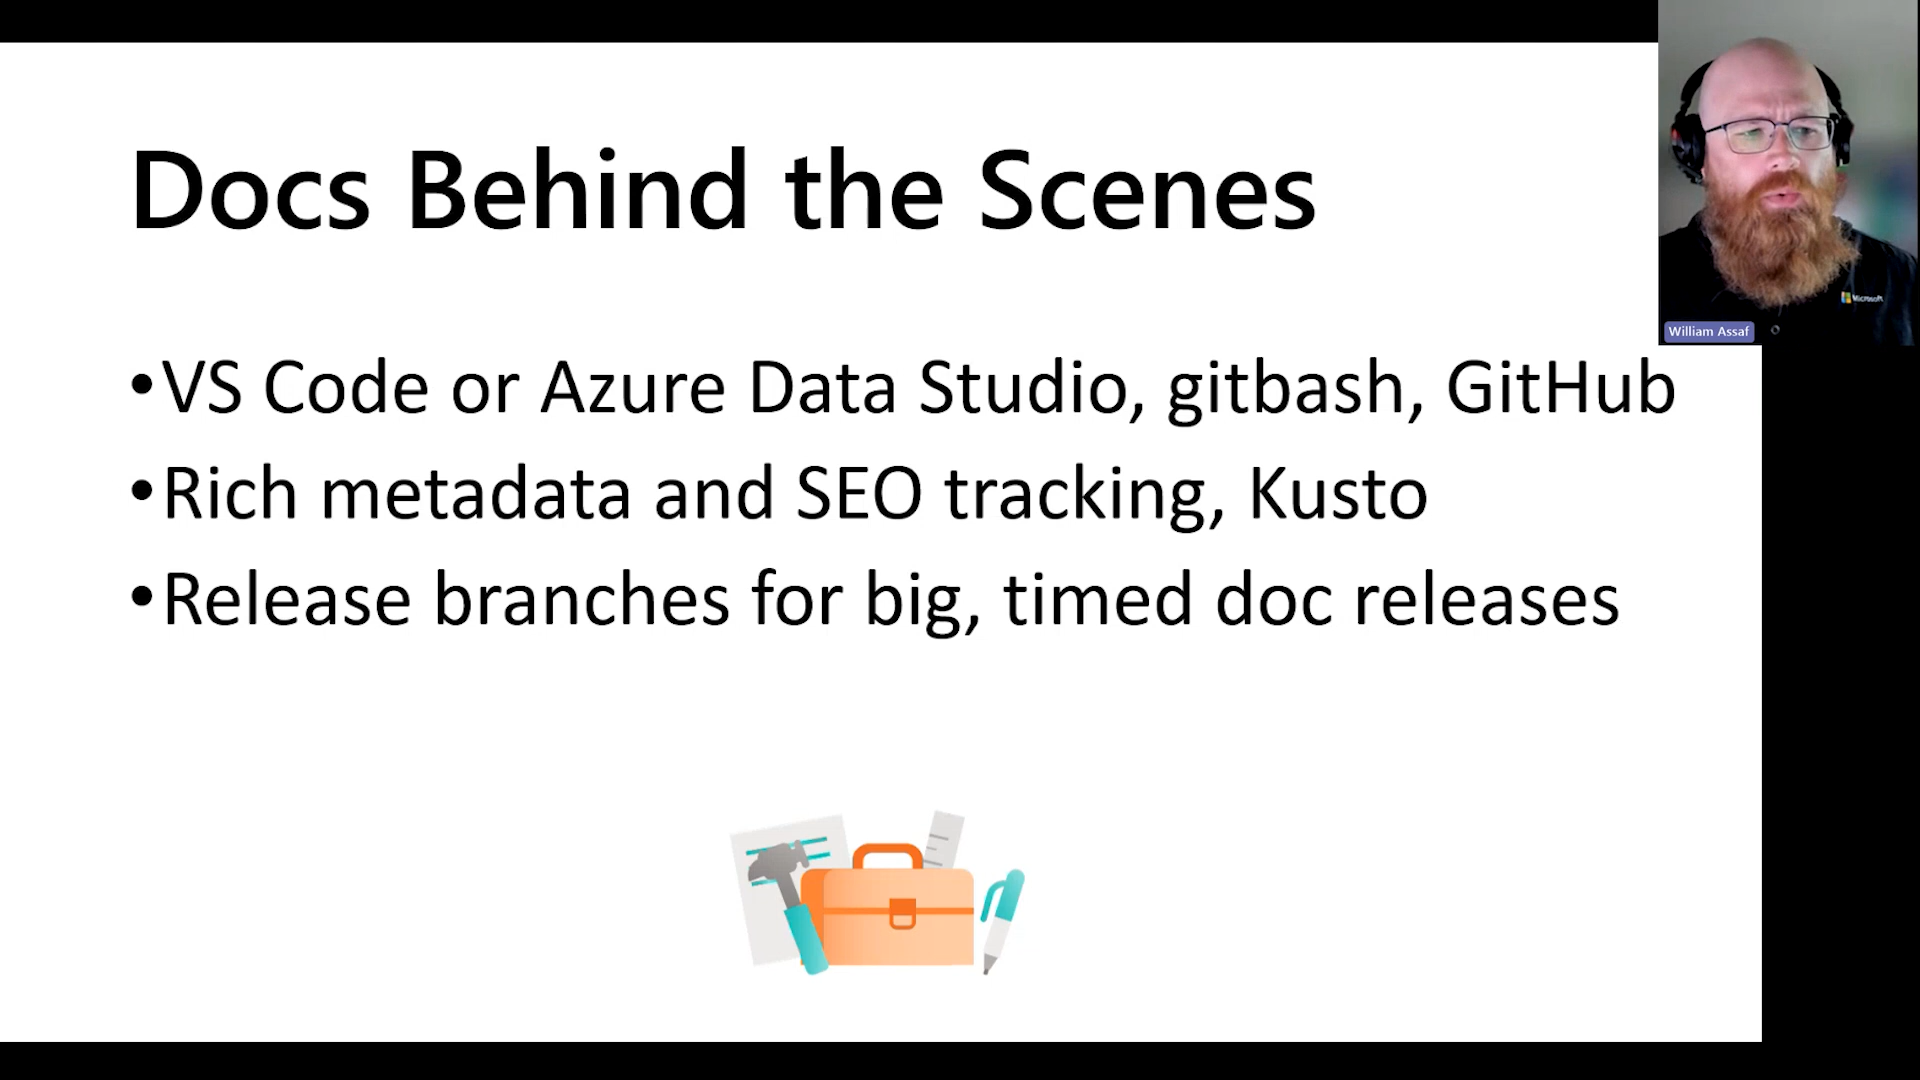 Docs Behind the Scenes
•VS Code or Azure Data Studio, gitbash, GitHub
•Rich metadata and SEO tracking, Kusto
•Release branches for big, timed doc releases
Microsoft
William Assaf